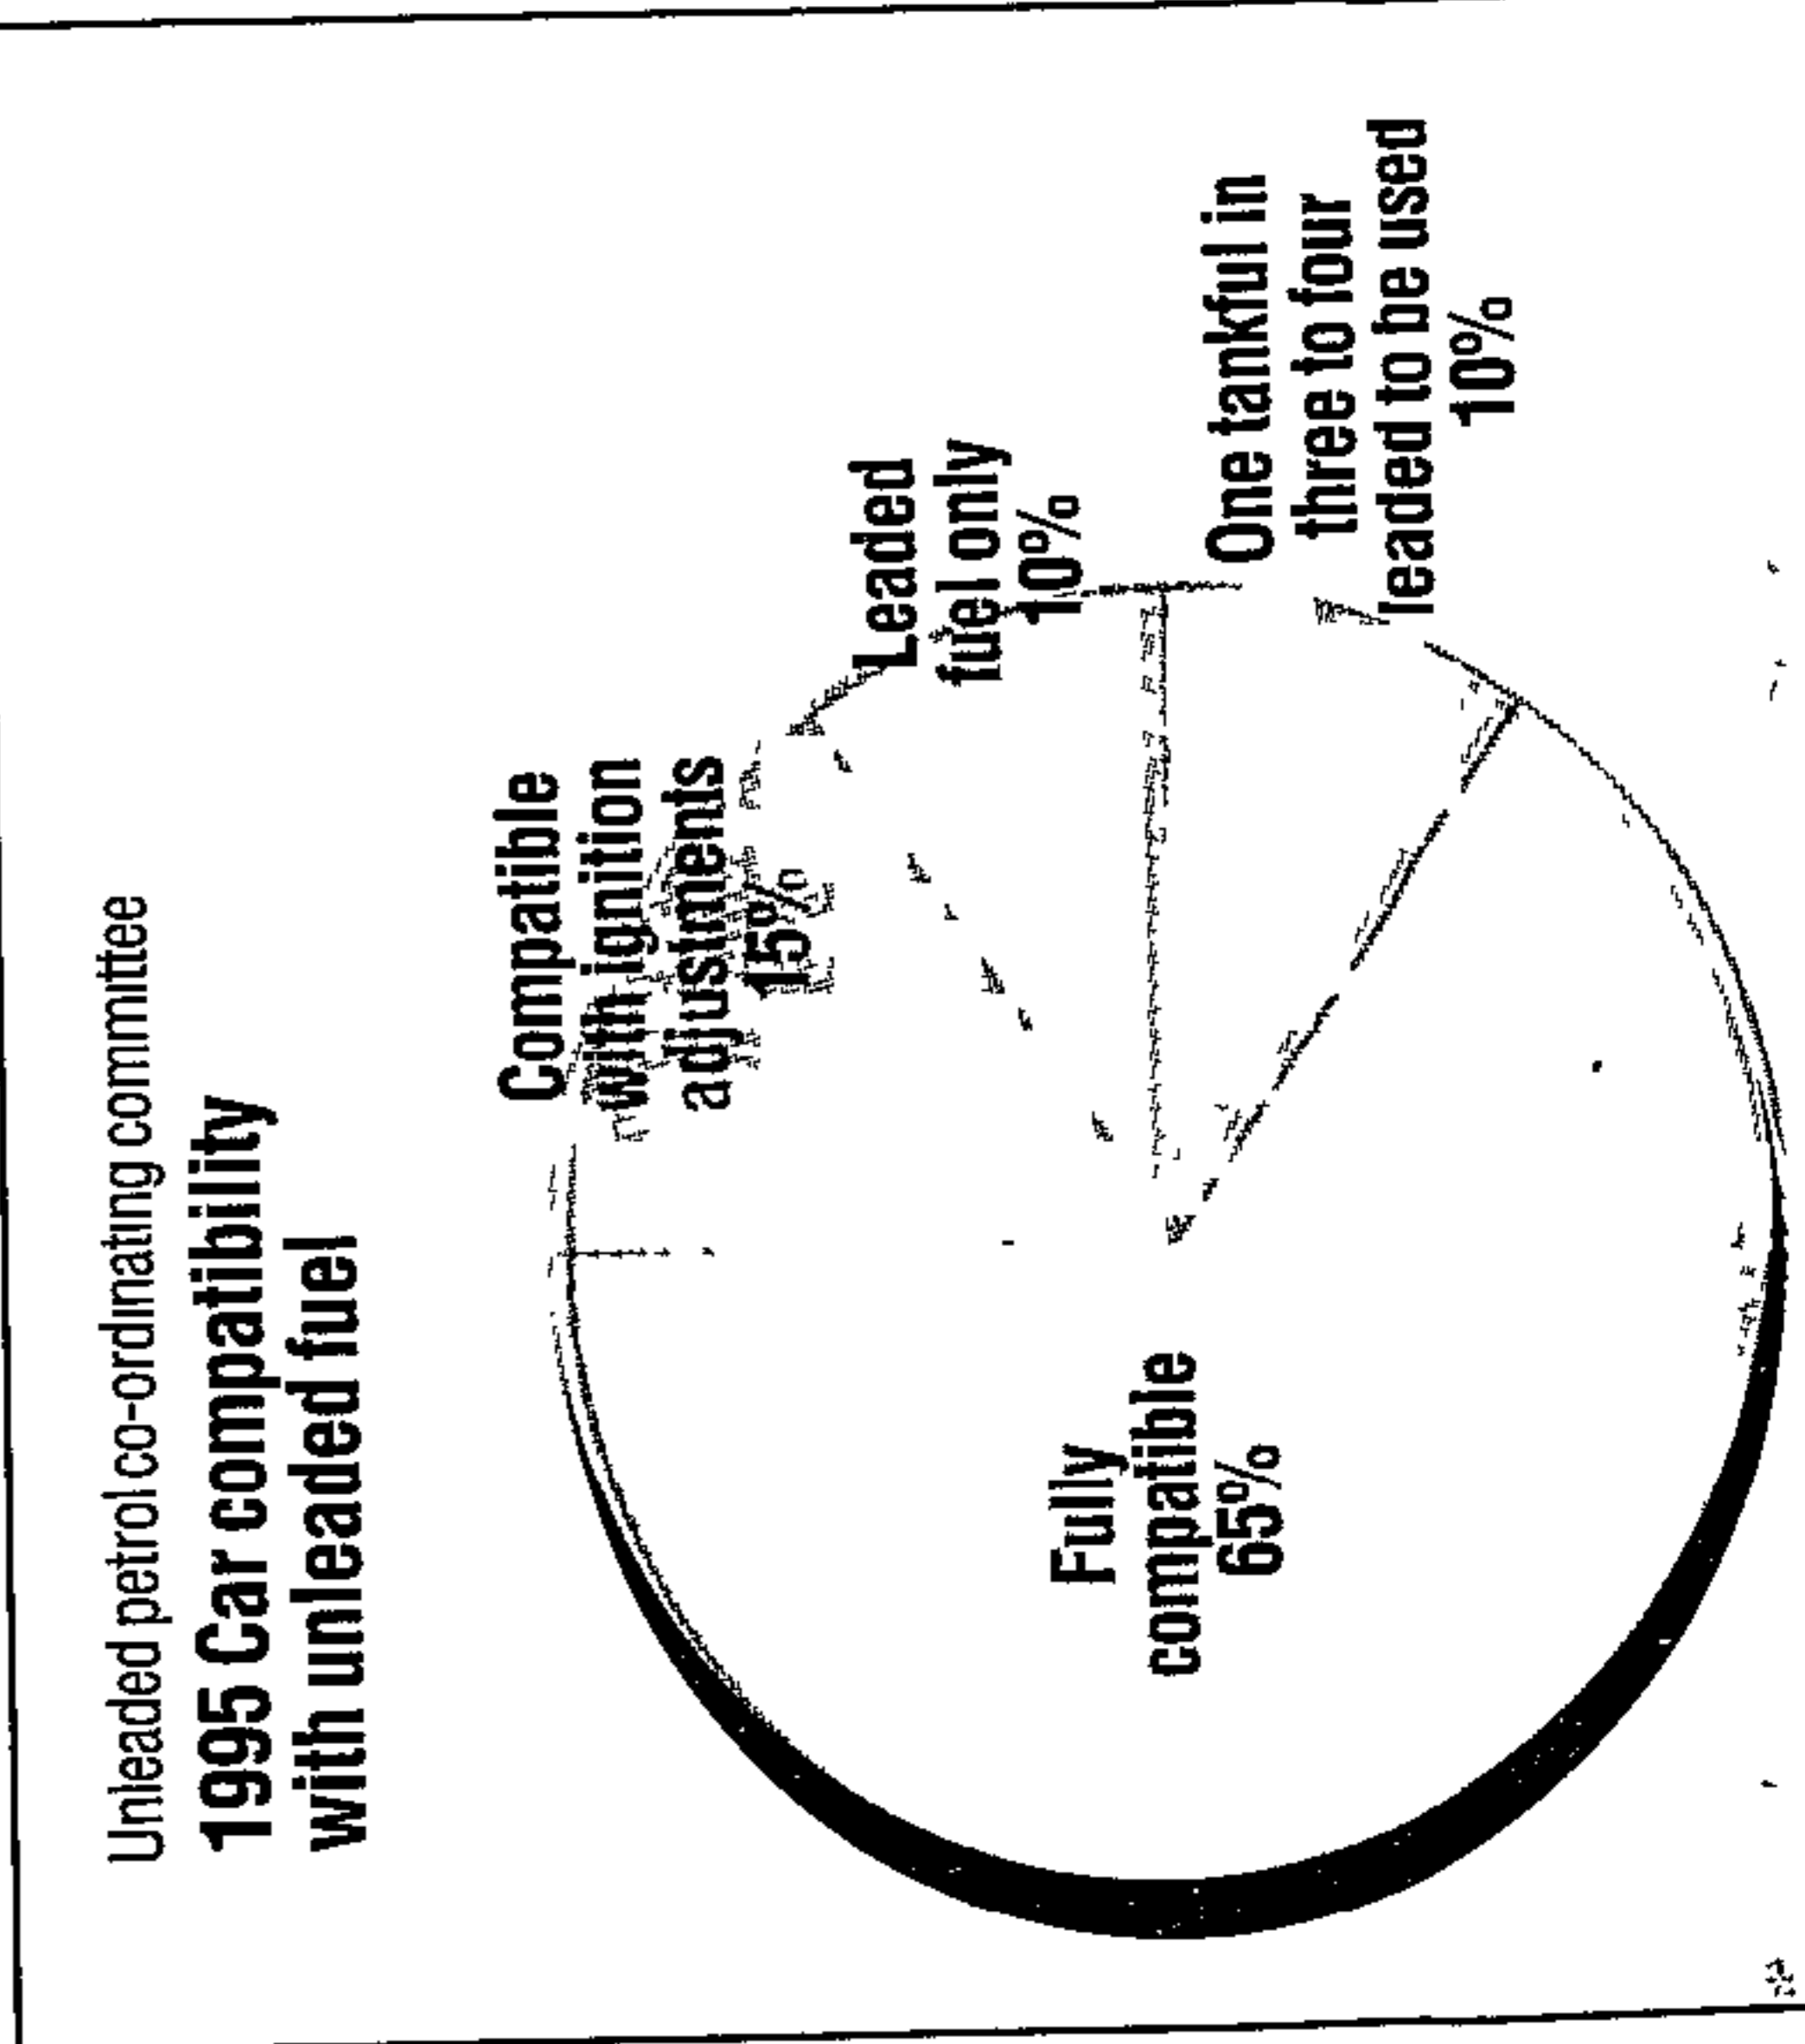 Unleaded petrol co-ordinating committee
1995 Car compatibility
with unleaded fuel
Compatible
with ignition
adjustments
15%
Leaded
fuel only
10%
One tankful in
three to four
leaded to be used
10%
Fully
compatible
65%